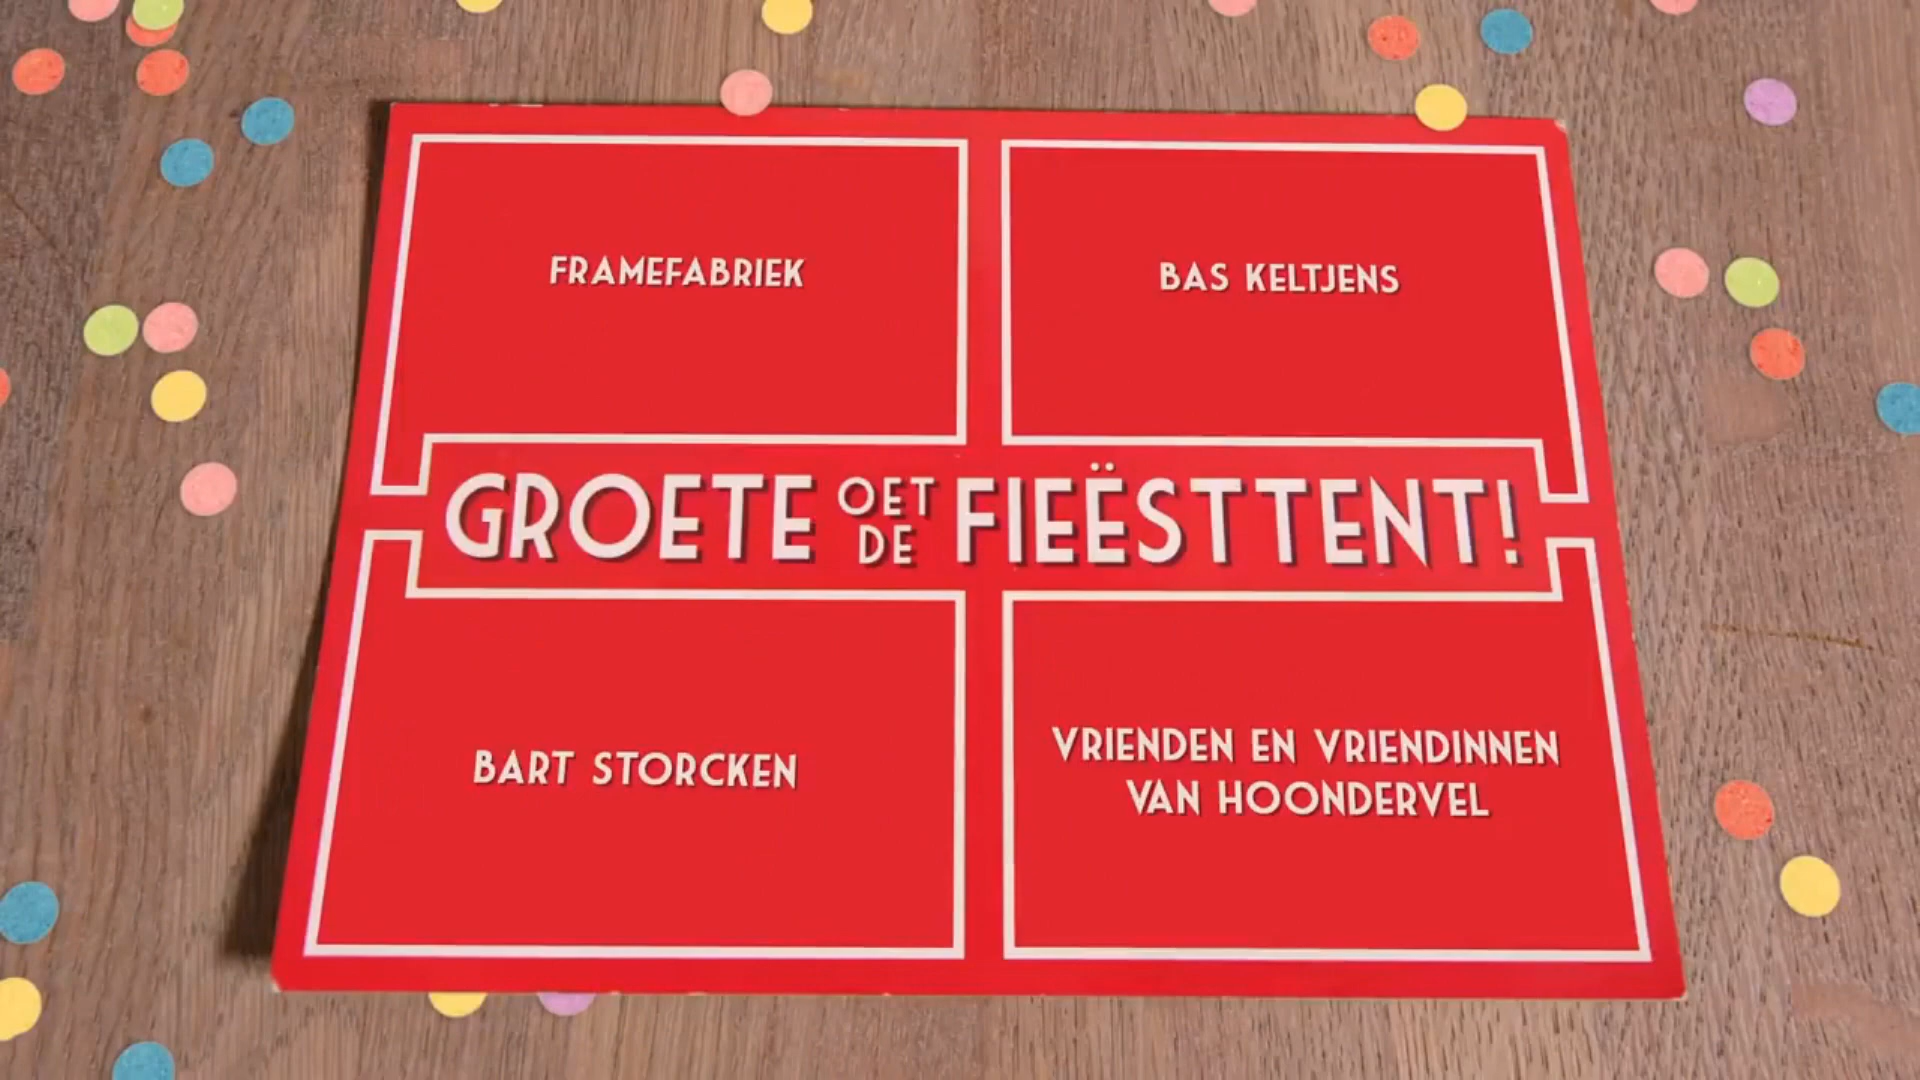 FRAMEFABRIEK
BAS KELTJENS
GROETE OET DE FIEËSTTENT!
BART STORCKEN
VRIENDEN EN VRIENDINNEN
VAN HOONDERVEL